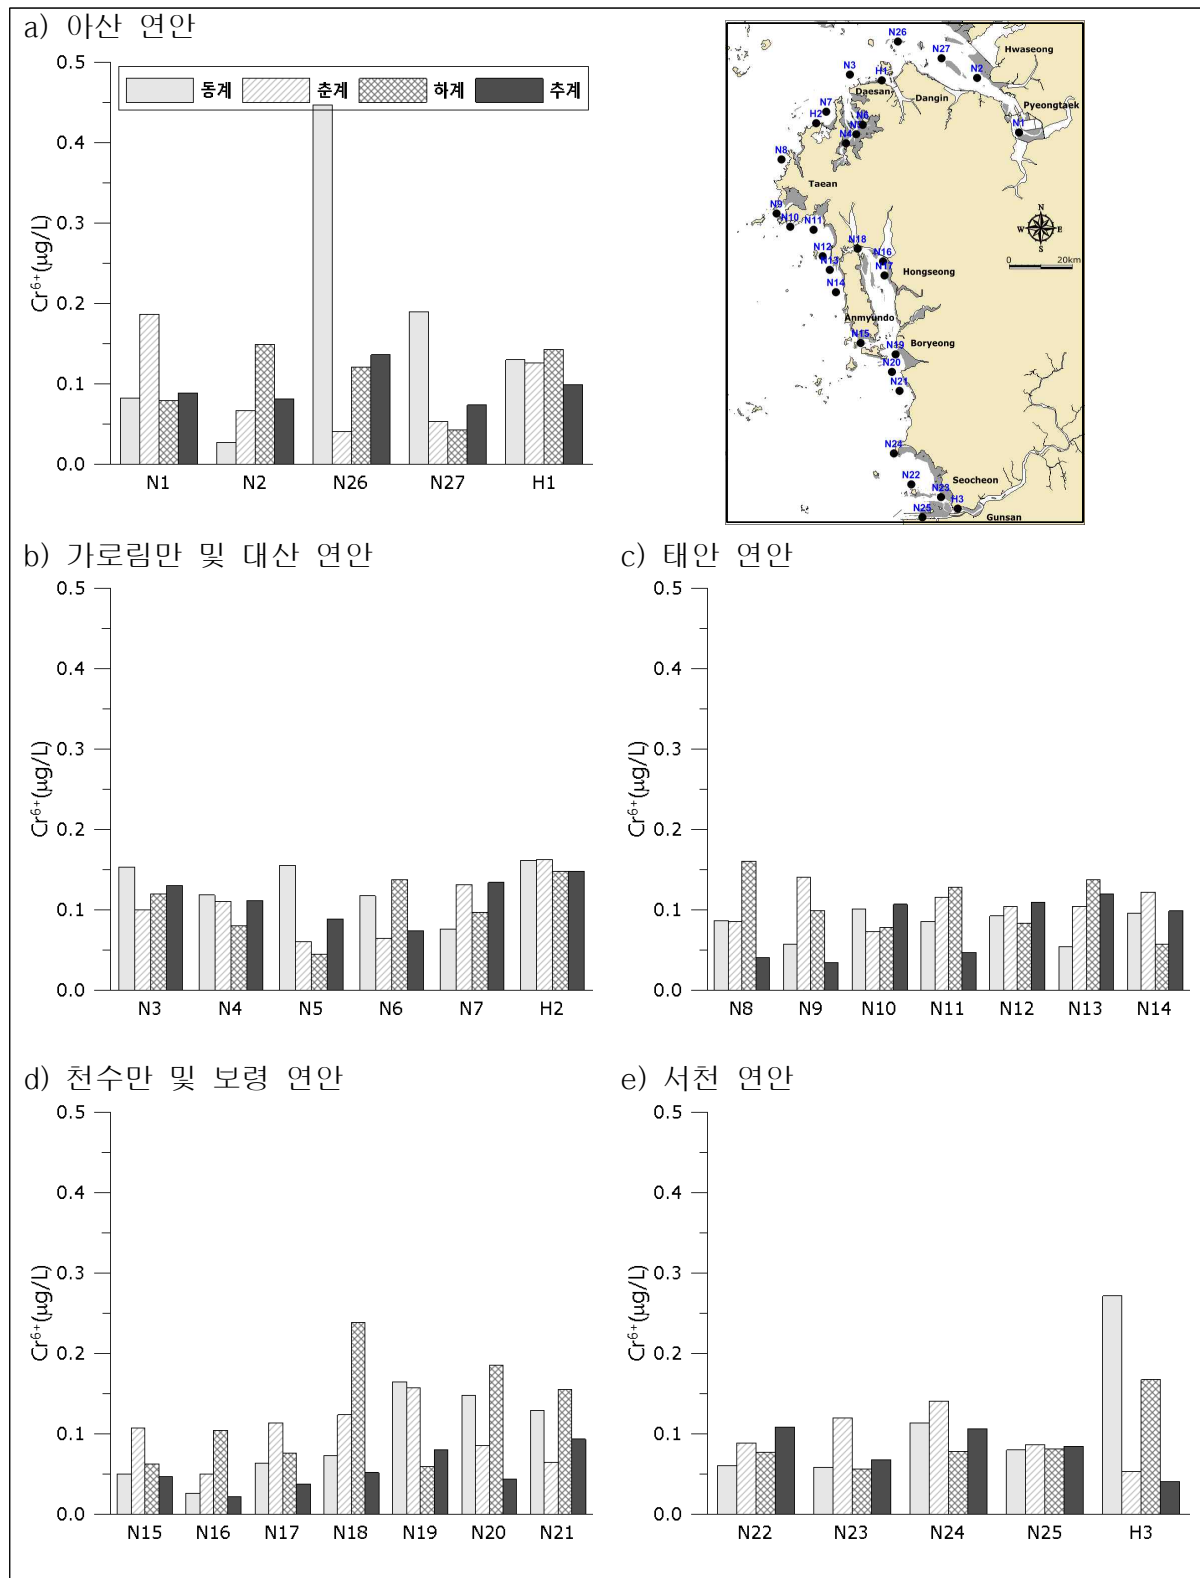 a) 아산 연안
Cr6+(μg/L)
0.5
0.4
0.3
0.2
0.1
0.0
동계 춘계 하계 추계
N1 N2 N26 N27 H1
N26
N27
Hwaseong
N3
H1
N2
Daesan
Dangin
Pyeongtaek
N7
H2
N6
N1
N4
N8
Taean
N9
N10
N11
N18
N12
N16
N13
N17
Hongseong
N14
N
W E
S
0 20km
Anmyundo
N15
N19
Boryeong
N20
N21
N24
Seocheon
N22
N23
H3
N25
Gunsan
b) 가로림만 및 대산 연안
Cr6+(μg/L)
0.5
0.4
0.3
0.2
0.1
0.0
N3 N4 N5 N6 N7 H2
c) 태안 연안
Cr6+(μg/L)
0.5
0.4
0.3
0.2
0.1
0.0
N8 N9 N10 N11 N12 N13 N14
d) 천수만 및 보령 연안
Cr6+(μg/L)
0.5
0.4
0.3
0.2
0.1
0.0
N15 N16 N17 N18 N19 N20 N21
e) 서천 연안
Cr6+(μg/L)
0.5
0.4
0.3
0.2
0.1
0.0
N22 N23 N24 N25 H3